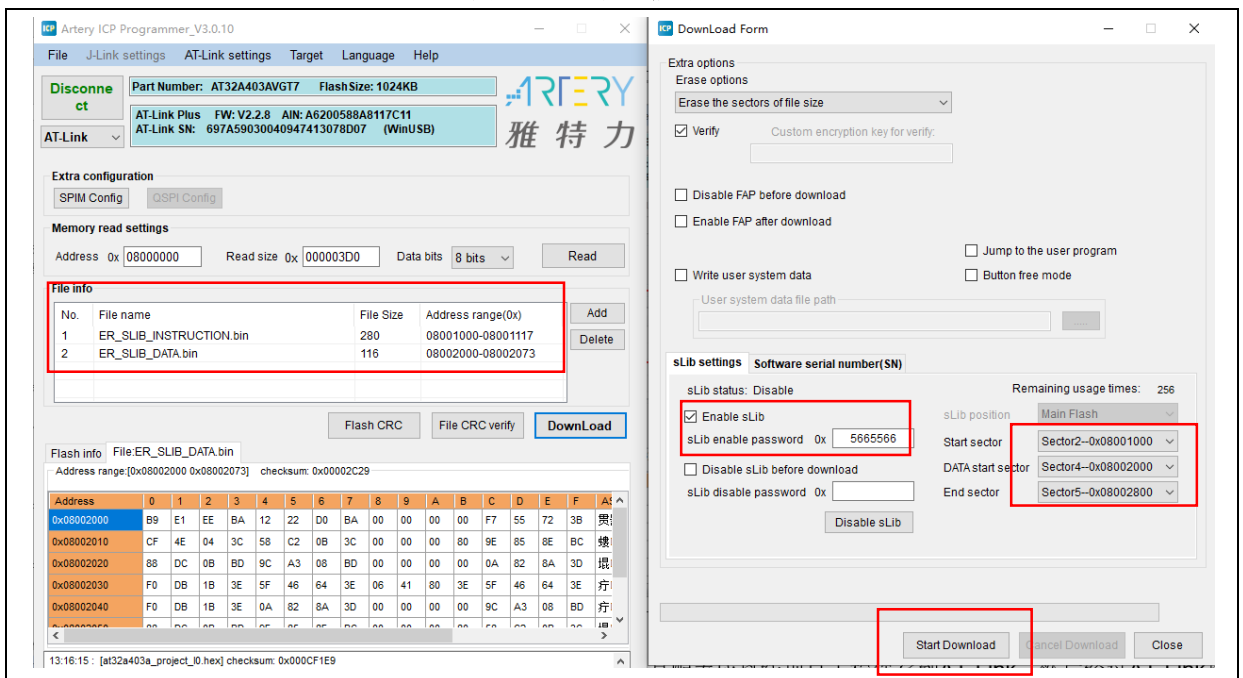 Artery ICP Programmer_V3.0.10
File J-Link settings AT-Link settings Target Language Help
Disconnect
Part Number: AT32A403AVGT7 FlashSize: 1024KB
AT-Link Plus FW: V2.2.8 AIN: A6200588A8117C11
AT-Link SN: 697A59030040947413078D07 (WinUSB)
AT-Link
ARTERY
雅特力
Extra configuration
SPIM Config QSPI Config
Memory read settings
Address 0x 08000000 Read size 0x 000003D0 Data bits 8 bits Read
File info
No. File name File Size Address range(0x)
1 ER_SLIB_INSTRUCTION.bin 280 08001000-08001117
2 ER_SLIB_DATA.bin 116 08002000-08002073
Add
Delete
Flash CRC File CRC verify DownLoad
Flash info File:ER_SLIB_DATA.bin
Address range:[0x08002000 0x08002073] checksum: 0x00002C29
Address 0 1 2 3 4 5 6 7 8 9 A B C D E F
0x08002000 B9 E1 EE BA 12 22 D0 BA 00 00 00 00 F7 55 72 3B
0x08002010 CF 4E 04 3C 58 C2 0B 3C 00 00 00 80 9E 85 8E BC
0x08002020 88 DC 0B BD 9C A3 08 BD 00 00 00 00 0A 82 8A 3D
0x08002030 F0 DB 1B 3E 5F 46 64 3E 06 41 80 3E 5F 46 64 3E
0x08002040 F0 DB 1B 3E 0A 82 8A 3D 00 00 00 00 9C A3 08 BD
13:16:15 : [at32a403a_project_l0.hex] checksum: 0x000CF1E9
DownLoad Form
Extra options
Erase options
Erase the sectors of file size
Verify Custom encryption key for verify:
Disable FAP before download
Enable FAP after download
Jump to the user program
Write user system data Button free mode
User system data file path
.....
sLib settings Software serial number(SN)
sLib status: Disable Remaining usage times: 256
Enable sLib sLib position Main Flash
sLib enable password 0x 5665566 Start sector Sector2--0x08001000
Disable sLib before download DATA start sector Sector4--0x08002000
sLib disable password 0x End sector Sector5--0x08002800
Disable sLib
Start Download Cancel Download Close